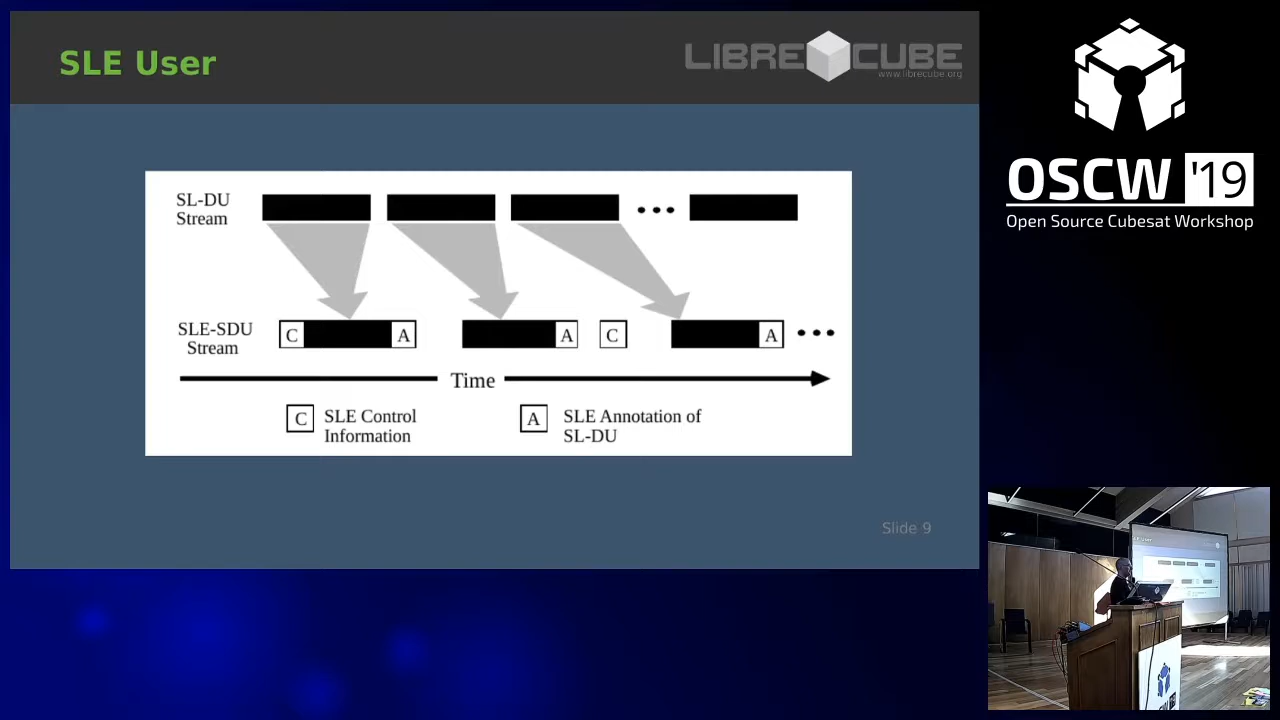 SLE User
LIBRECUBE
www.librecube.org
SL-DU
Stream
SLE-SDU
Stream
C
A
A
C
A
Time
C
SLE Control
Information
A
SLE Annotation of
SL-DU
Slide 9
OSCW '19
Open Source Cubesat Workshop